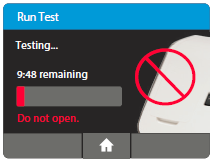 Run Test
Testing...
9:48 remaining
Do not open.